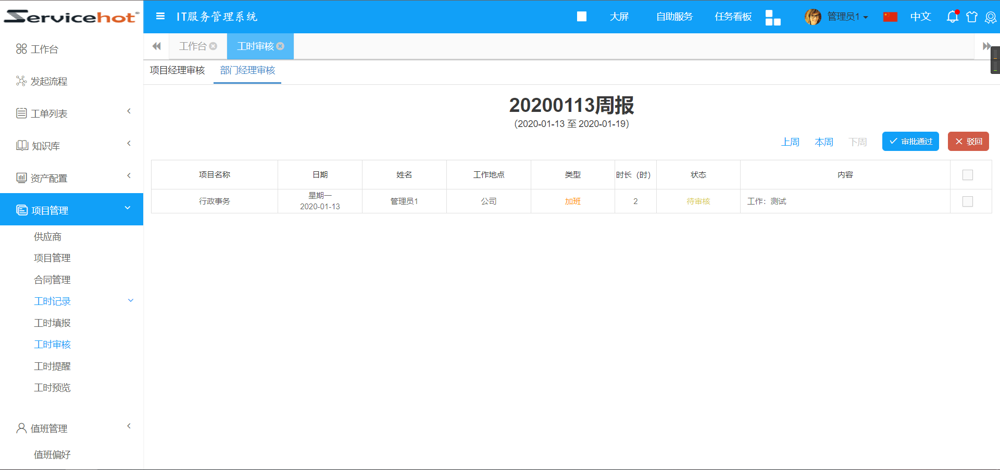 Servicehot®
IT服务管理系统
大屏
自助服务
任务看板
管理员1
中文
工作台
发起流程
工单列表
知识库
资产配置
项目管理
供应商
项目管理
合同管理
工时记录
工时填报
工时审核
工时提醒
工时预览
值班管理
值班偏好
工作台
工时审核
项目经理审核
部门经理审核
20200113周报
（2020-01-13 至 2020-01-19）
上周
本周
下周
审批通过
驳回
项目名称 日期 姓名 工作地点 类型 时长（时） 状态 内容
行政事务 星期一 2020-01-13 管理员1 公司 加班 2 待审核 工作：测试